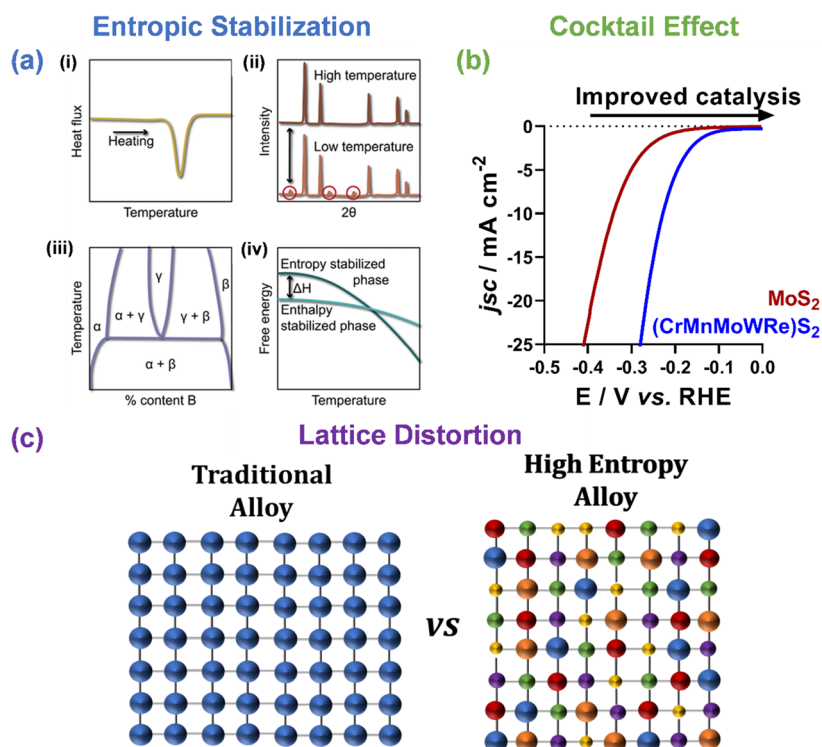 Entropic Stabilization
Cocktail Effect
(a)
(i)
Heat flux
Heating
Temperature
(ii)
Intensity
High temperature
Low temperature
2θ
(iii)
Temperature
α
α + γ
γ
γ + β
β
α + β
% content B
(iv)
Free energy
Entropy stabilized
phase
ΔH
Enthalpy
stabilized phase
Temperature
(b)
Improved catalysis
jsc / mA cm-2
0
-5
-10
-15
-20
-25
MoS2
(CrMnMoWRe)S2
-0.5 -0.4 -0.3 -0.2 -0.1 0.0
E / V vs. RHE
(c)
Lattice Distortion
Traditional
Alloy
vs
High Entropy
Alloy